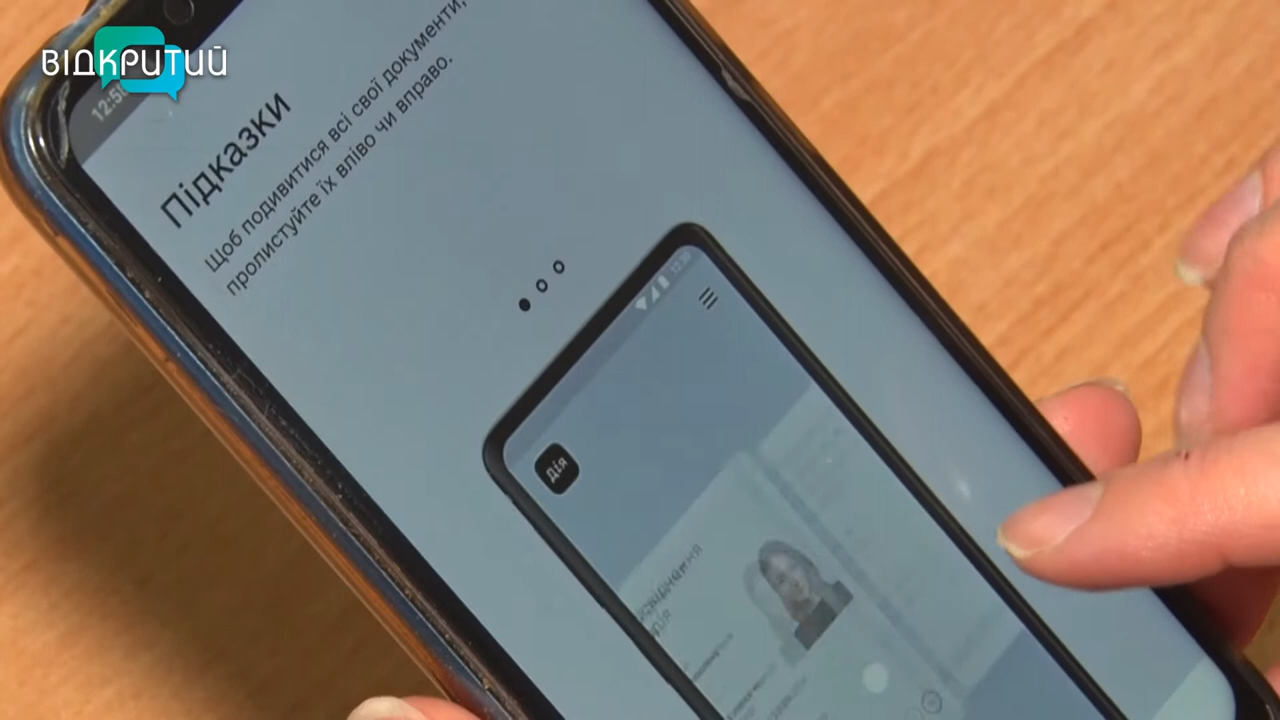 ВІДКРИТИЙ
Підказки
Щоб подивитися всі свої документи,
пролистуйте їх вліво чи вправо.
Дія